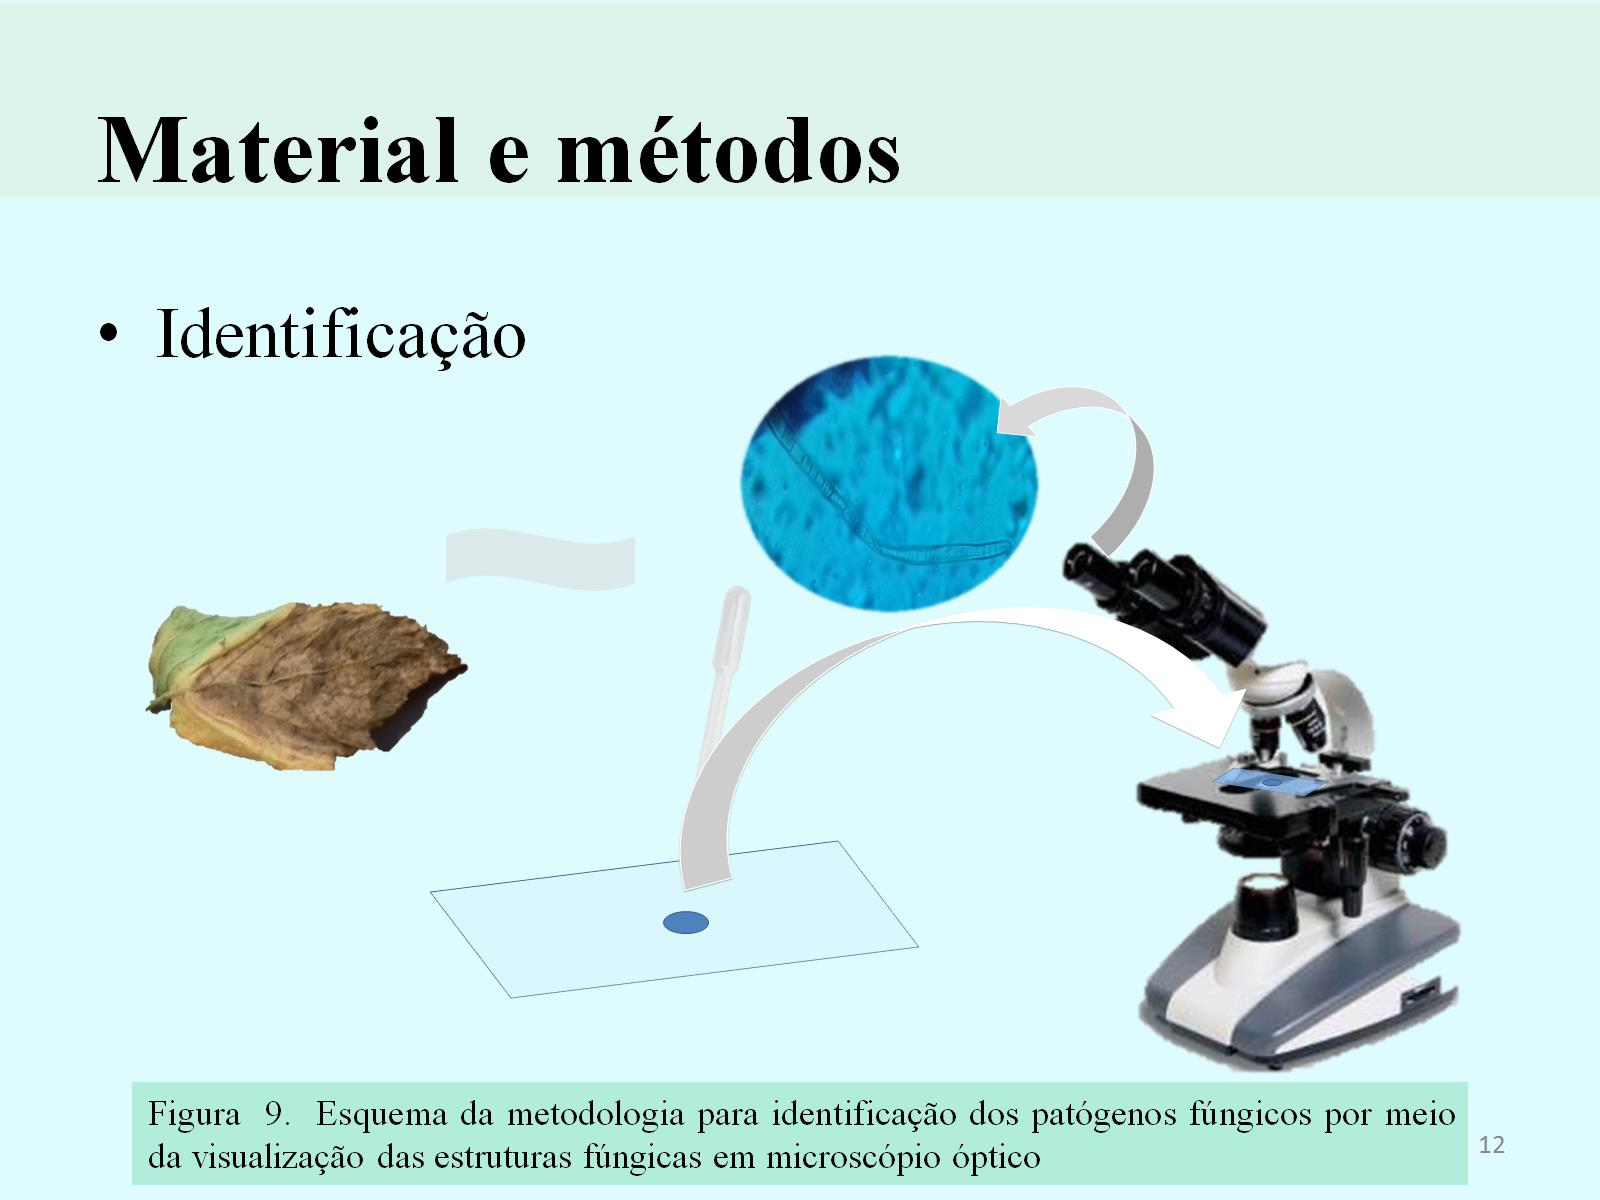 Material e métodos
• Identificação
Figura 9. Esquema da metodologia para identificação dos patógenos fúngicos por meio
da visualização das estruturas fúngicas em microscópio óptico
12